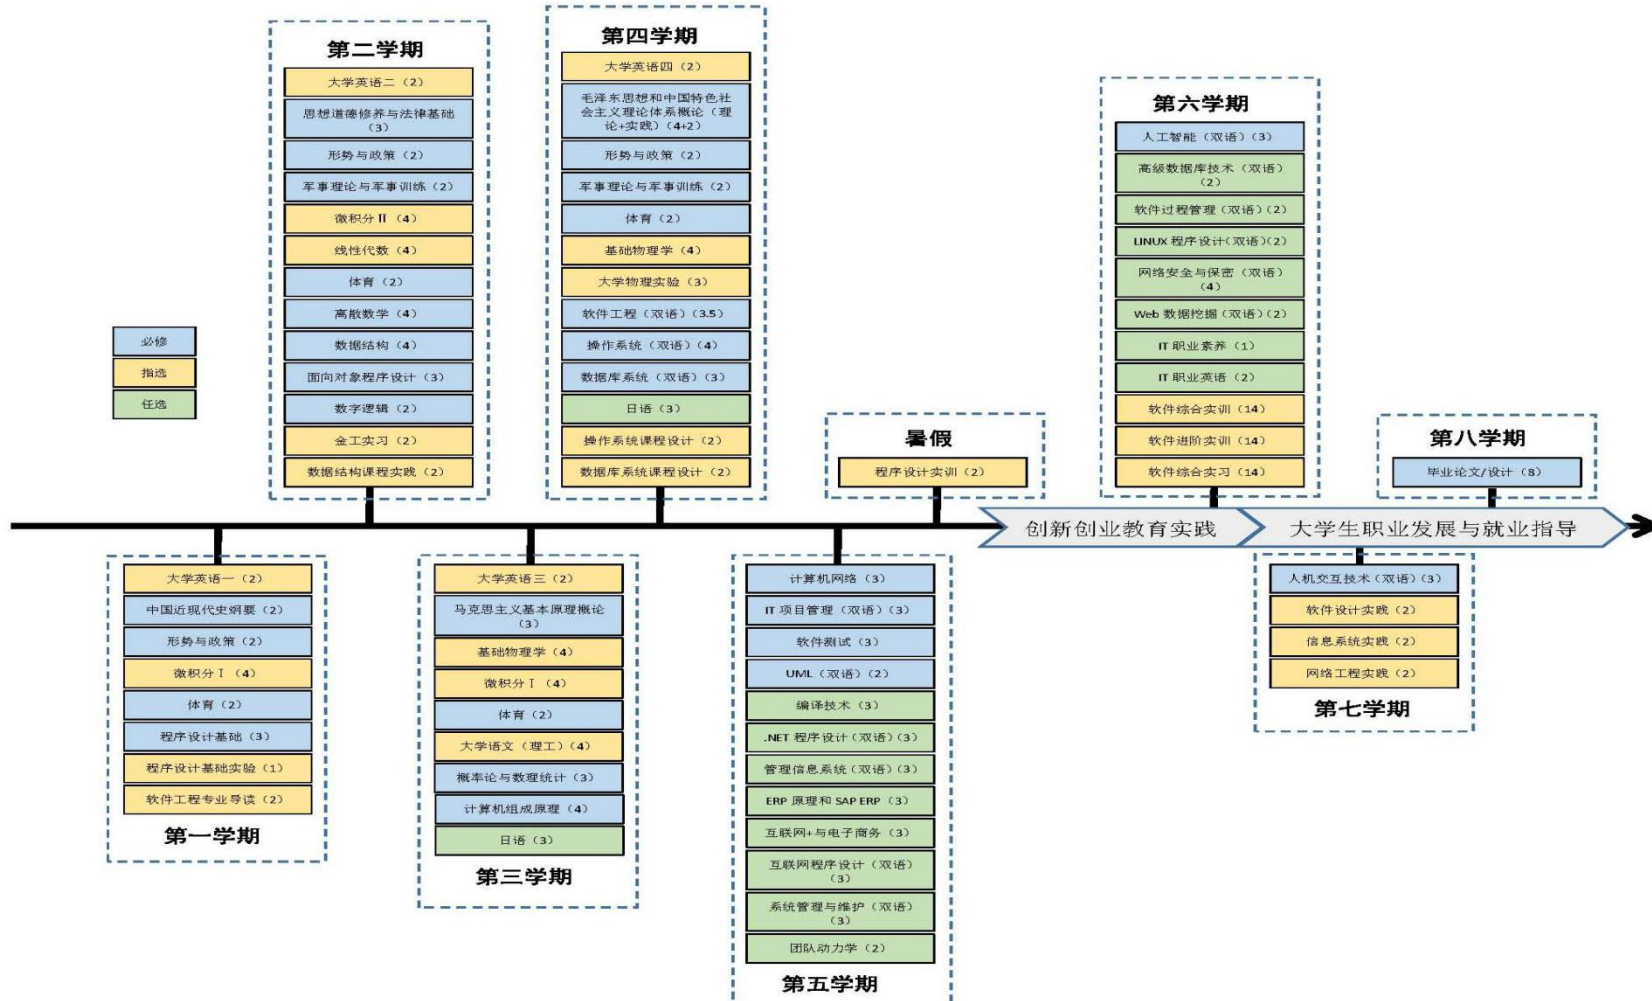 必修
指选
任选
第一学期
大学英语一（2）
中国近现代史纲要（2）
形势与政策（2）
微积分Ⅰ（4）
体育（2）
程序设计基础（3）
程序设计基础实验（1）
软件工程专业导读（2）
第二学期
大学英语二（2）
思想道德修养与法律基础
（3）
形势与政策（2）
军事理论与军事训练（2）
微积分Ⅱ（4）
线性代数（4）
体育（2）
离散数学（4）
数据结构（4）
面向对象程序设计（3）
数字逻辑（2）
金工实习（2）
数据结构课程实践（2）
第三学期
大学英语三（2）
马克思主义基本原理概论
（3）
基础物理学（4）
微积分Ⅰ（4）
体育（2）
大学语文（理工）（4）
概率论与数理统计（3）
计算机组成原理（4）
日语（3）
第四学期
大学英语四（2）
毛泽东思想和中国特色社
会主义理论体系概论（理
论+实践）（4+2）
形势与政策（2）
军事理论与军事训练（2）
体育（2）
基础物理学（4）
大学物理实验（3）
软件工程（双语）（3.5）
操作系统（双语）（4）
数据库系统（双语）（3）
日语（3）
操作系统课程设计（2）
数据库系统课程设计（2）
暑假
程序设计实训（2）
第五学期
计算机网络（3）
IT 项目管理（双语）（3）
软件测试（3）
UML（双语）（2）
编译技术（3）
.NET 程序设计（双语）（3）
管理信息系统（双语）（3）
ERP 原理和 SAP ERP（3）
互联网+与电子商务（3）
互联网程序设计（双语）
（3）
系统管理与维护（双语）
（3）
团队动力学（2）
第六学期
人工智能（双语）（3）
高级数据库技术（双语）
（2）
软件过程管理（双语）（2）
LINUX 程序设计（双语）（2）
网络安全与保密（双语）
（4）
Web 数据挖掘（双语）（2）
IT 职业素养（1）
IT 职业英语（2）
软件综合实训（14）
软件进阶实训（14）
软件综合实习（14）
创新创业教育实践
大学生职业发展与就业指导
第七学期
人机交互技术（双语）（3）
软件设计实践（2）
信息系统实践（2）
网络工程实践（2）
第八学期
毕业论文/设计（8）